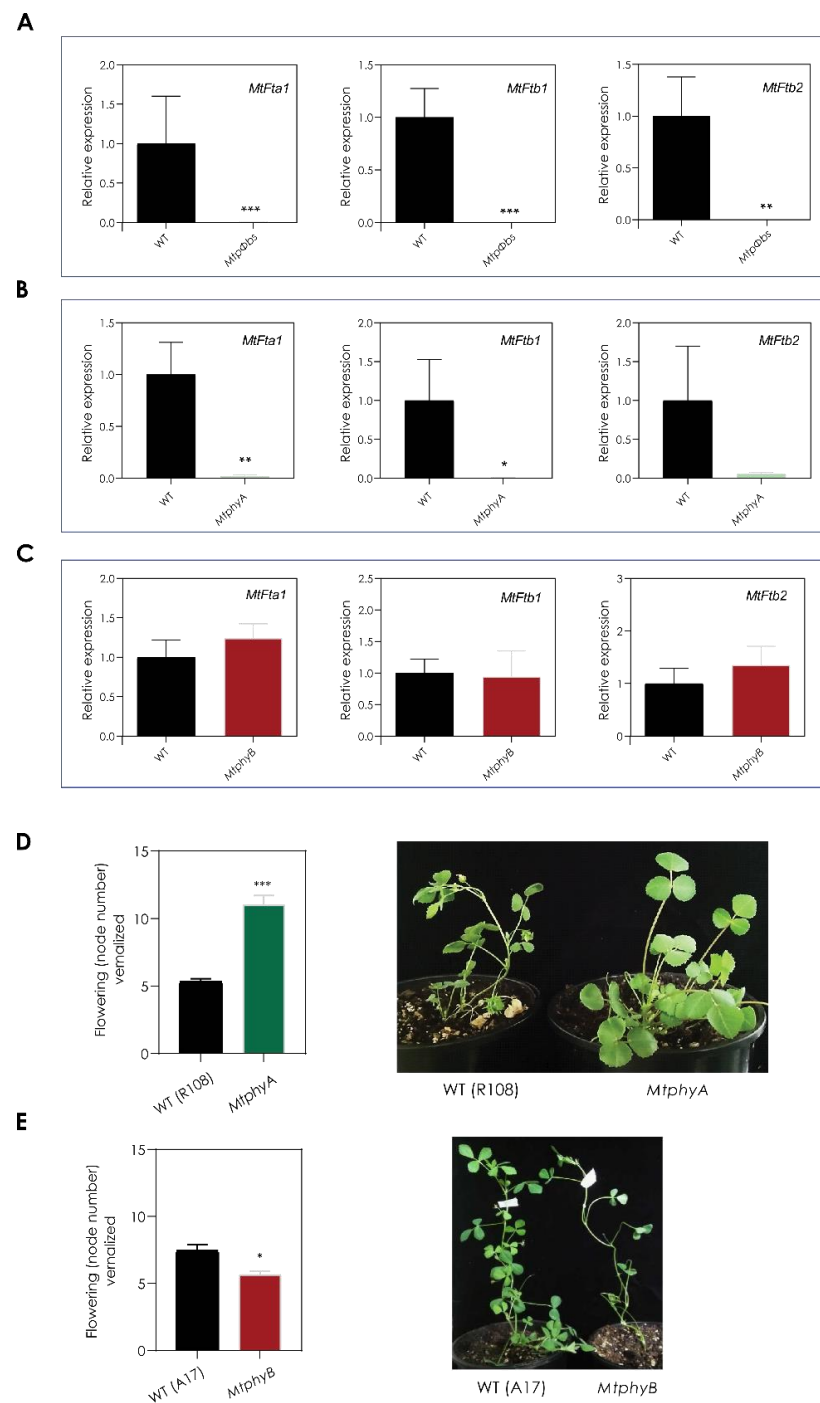 A
Relative expression
2.0
1.5
1.0
0.5
0.0
MtFta1
***
WT
MtpΦbs
Relative expression
1.5
1.0
0.5
0.0
MtFtb1
***
WT
MtpΦbs
Relative expression
1.5
1.0
0.5
0.0
MtFtb2
**
WT
MtpΦbs
B
Relative expression
1.5
1.0
0.5
0.0
MtFta1
**
WT
MtphyA
Relative expression
2.0
1.5
1.0
0.5
0.0
MtFtb1
*
WT
MtphyA
Relative expression
2.0
1.5
1.0
0.5
0.0
MtFtb2
WT
MtphyA
C
Relative expression
2.0
1.5
1.0
0.5
0.0
MtFta1
WT
MtphyB
Relative expression
2.5
2.0
1.5
1.0
0.5
0.0
MtFtb1
WT
MtphyB
Relative expression
3
2
1
0
MtFtb2
WT
MtphyB
D
Flowering (node number)
vernalized
15
10
5
0
***
WT (R108)
MtphyA
WT (R108)
MtphyA
E
Flowering (node number)
vernalized
15
10
5
0
*
WT (A17)
MtphyB
WT (A17)
MtphyB